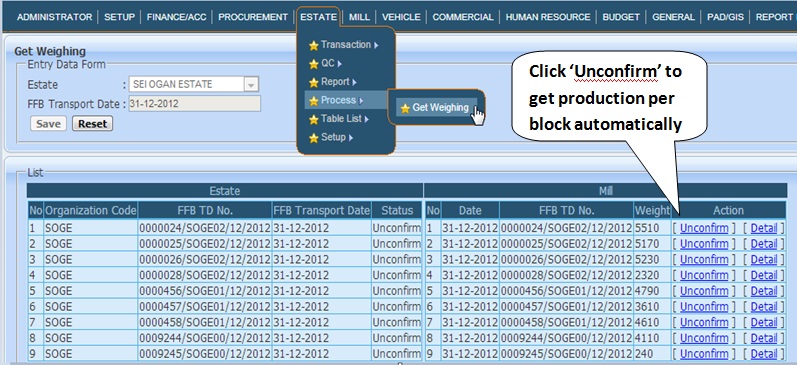 ADMINISTRATOR | SETUP | FINANCE/ACC | PROCUREMENT | ESTATE | MILL | VEHICLE | COMMERCIAL | HUMAN RESOURCE | BUDGET | GENERAL | PAD/GIS | REPORT
Get Weighing
Entry Data Form
Estate : SEI OGAN ESTATE
FFB Transport Date : 31-12-2012
Save Reset
Transaction
QC
Report
Process
Get Weighing
Table List
Setup
Click ‘Unconfirm’ to
get production per
block automatically
List
Estate Mill
No Organization Code FFB TD No. FFB Transport Date Status No Date FFB TD No. Weight Action
1 SOGE 0000024/SOGE02/12/2012 31-12-2012 Unconfirm 1 31-12-2012 0000024/SOGE02/12/2012 5510 [ Unconfirm ] [ Detail ]
2 SOGE 0000025/SOGE02/12/2012 31-12-2012 Unconfirm 2 31-12-2012 0000025/SOGE02/12/2012 5170 [ Unconfirm ] [ Detail ]
3 SOGE 0000026/SOGE02/12/2012 31-12-2012 Unconfirm 3 31-12-2012 0000026/SOGE02/12/2012 5230 [ Unconfirm ] [ Detail ]
4 SOGE 0000028/SOGE02/12/2012 31-12-2012 Unconfirm 4 31-12-2012 0000028/SOGE02/12/2012 2320 [ Unconfirm ] [ Detail ]
5 SOGE 0000456/SOGE01/12/2012 31-12-2012 Unconfirm 5 31-12-2012 0000456/SOGE01/12/2012 4790 [ Unconfirm ] [ Detail ]
6 SOGE 0000457/SOGE01/12/2012 31-12-2012 Unconfirm 6 31-12-2012 0000457/SOGE01/12/2012 3610 [ Unconfirm ] [ Detail ]
7 SOGE 0000458/SOGE01/12/2012 31-12-2012 Unconfirm 7 31-12-2012 0000458/SOGE01/12/2012 4610 [ Unconfirm ] [ Detail ]
8 SOGE 0009244/SOGE00/12/2012 31-12-2012 Unconfirm 8 31-12-2012 0009244/SOGE00/12/2012 4110 [ Unconfirm ] [ Detail ]
9 SOGE 0009245/SOGE00/12/2012 31-12-2012 Unconfirm 9 31-12-2012 0009245/SOGE00/12/2012 240 [ Unconfirm ] [ Detail ]